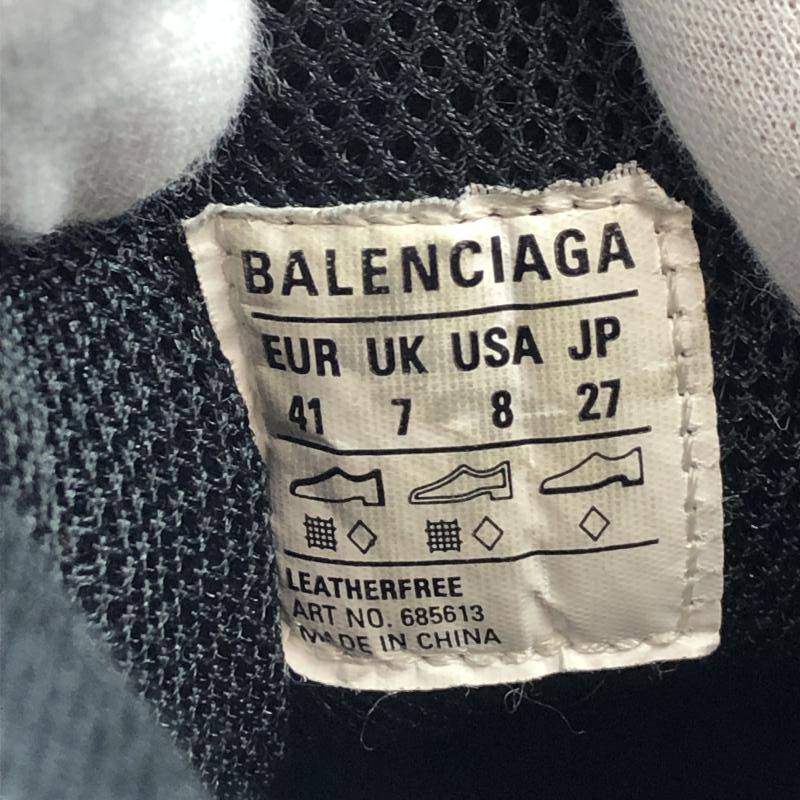 BALENCIAGA
EUR UK USA JP
41 7 8 27
LEATHERFREE
ART NO. 685613
MADE IN CHINA